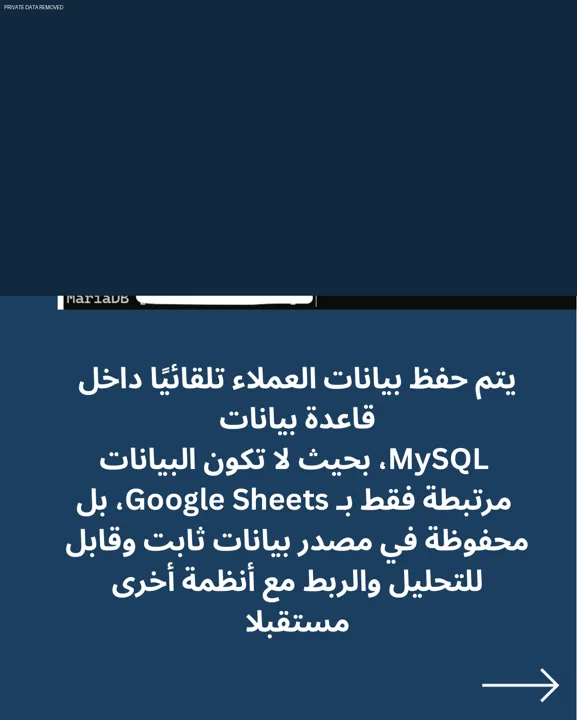 PRIVATE DATA REMOVED
MariaDB
يتم حفظ بيانات العملاء تلقائيًا داخل
قاعدة بيانات
MySQL، بحيث لا تكون البيانات
مرتبطة فقط بـ Google Sheets، بل
محفوظة في مصدر بيانات ثابت وقابل
للتحليل والربط مع أنظمة أخرى
مستقبلا